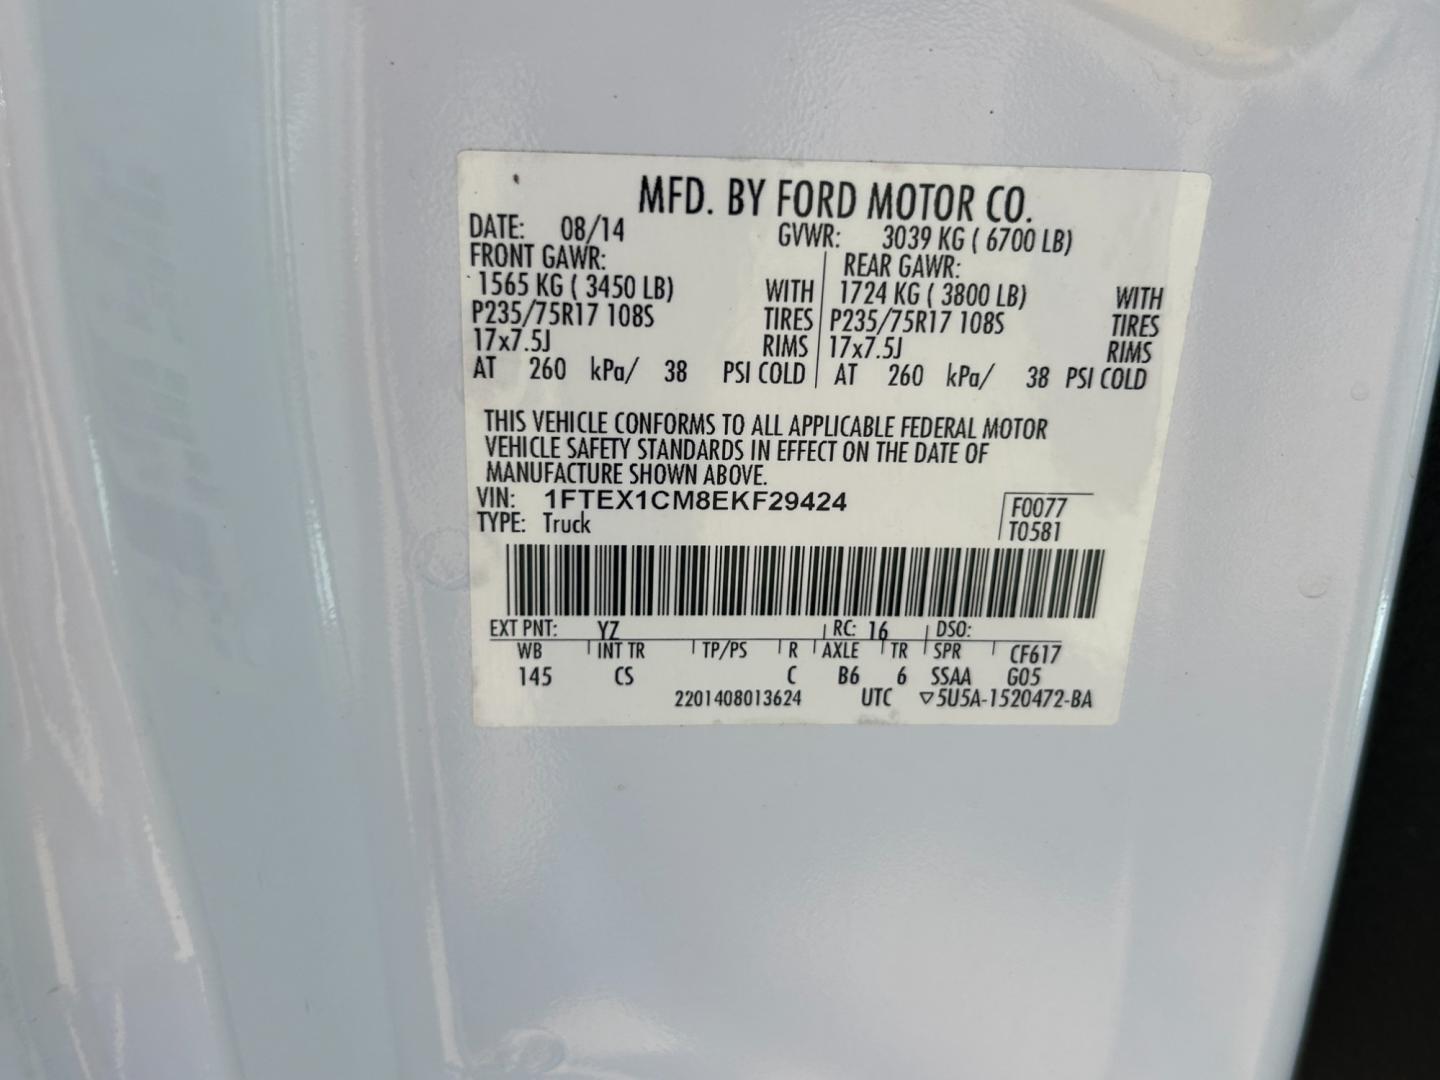 MFD. BY FORD MOTOR CO.
DATE: 08/14 GVWR: 3039 KG ( 6700 LB)
FRONT GAWR: REAR GAWR:
1565 KG ( 3450 LB) WITH 1724 KG ( 3800 LB) WITH
P235/75R17 108S TIRES P235/75R17 108S TIRES
17x7.5J RIMS 17x7.5J RIMS
AT 260 kPa/ 38 PSI COLD AT 260 kPa/ 38 PSI COLD
THIS VEHICLE CONFORMS TO ALL APPLICABLE FEDERAL MOTOR
VEHICLE SAFETY STANDARDS IN EFFECT ON THE DATE OF
MANUFACTURE SHOWN ABOVE.
VIN: 1FTEX1CM8EKF29424 F0077
TYPE: Truck T0581
EXT PNT: YZ RC: 16 DSO:
WB INT TR TP/PS R AXLE TR SPR CF617
145 CS C B6 6 SSAA G05
2201408013624 UTC ▽5U5A-1520472-BA